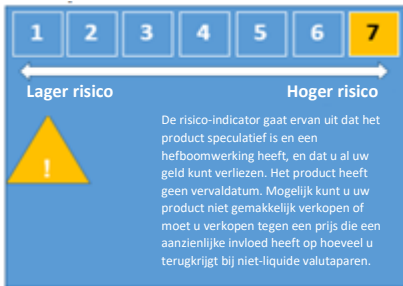 1 2 3 4 5 6 7
Lager risico Hoger risico
De risico-indicator gaat ervan uit dat het
product speculatief is en een
hefboomwerking heeft, en dat u al uw
geld kunt verliezen. Het product heeft
geen vervaldatum. Mogelijk kunt u uw
product niet gemakkelijk verkopen of
moet u verkopen tegen een prijs die een
aanzienlijke invloed heeft op hoeveel u
terugkrijgt bij niet-liquide valutaparen.
!